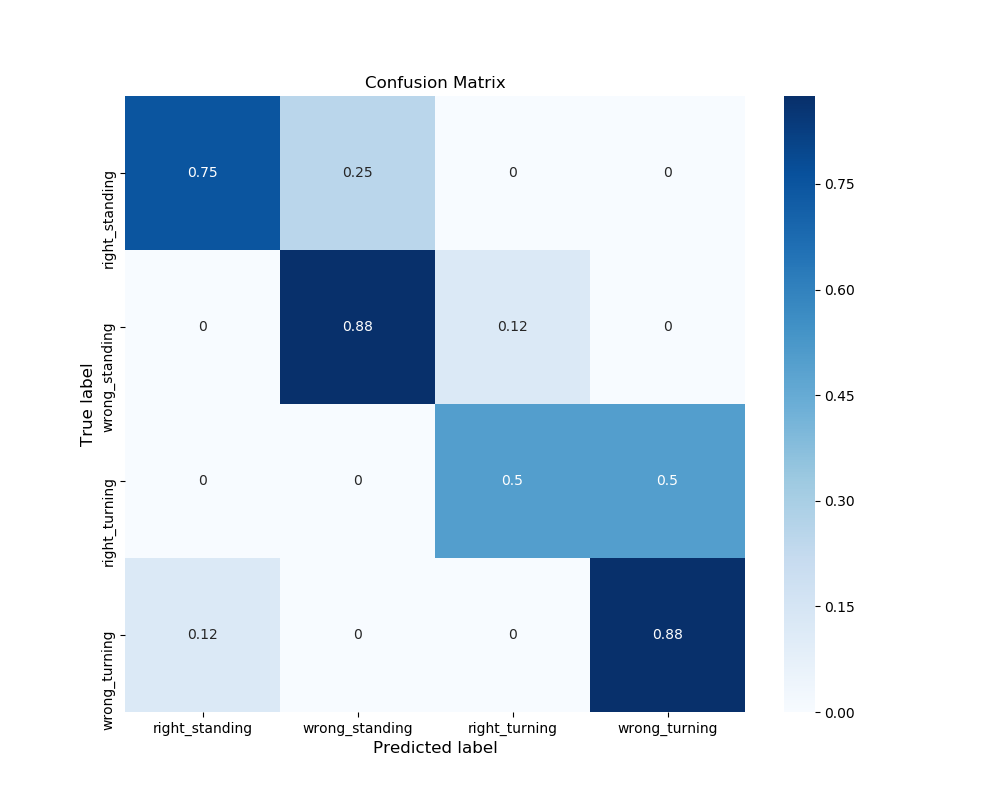 Confusion Matrix
True label
right_standing
0.75 0.25 0 0
wrong_standing
0 0.88 0.12 0
right_turning
0 0 0.5 0.5
wrong_turning
0.12 0 0 0.88
right_standing wrong_standing right_turning wrong_turning
Predicted label
0.75
0.60
0.45
0.30
0.15
0.00